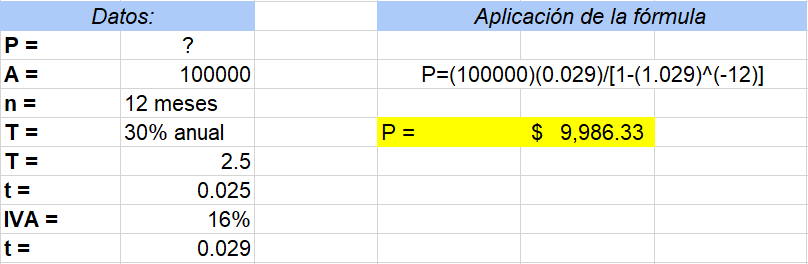 Datos:
Aplicación de la fórmula
P =
?
A =
100000
P=(100000)(0.029)/[1-(1.029)^(-12)]
n =
12 meses
T =
30% anual
P =
$ 9,986.33
T =
2.5
t =
0.025
IVA =
16%
t =
0.029